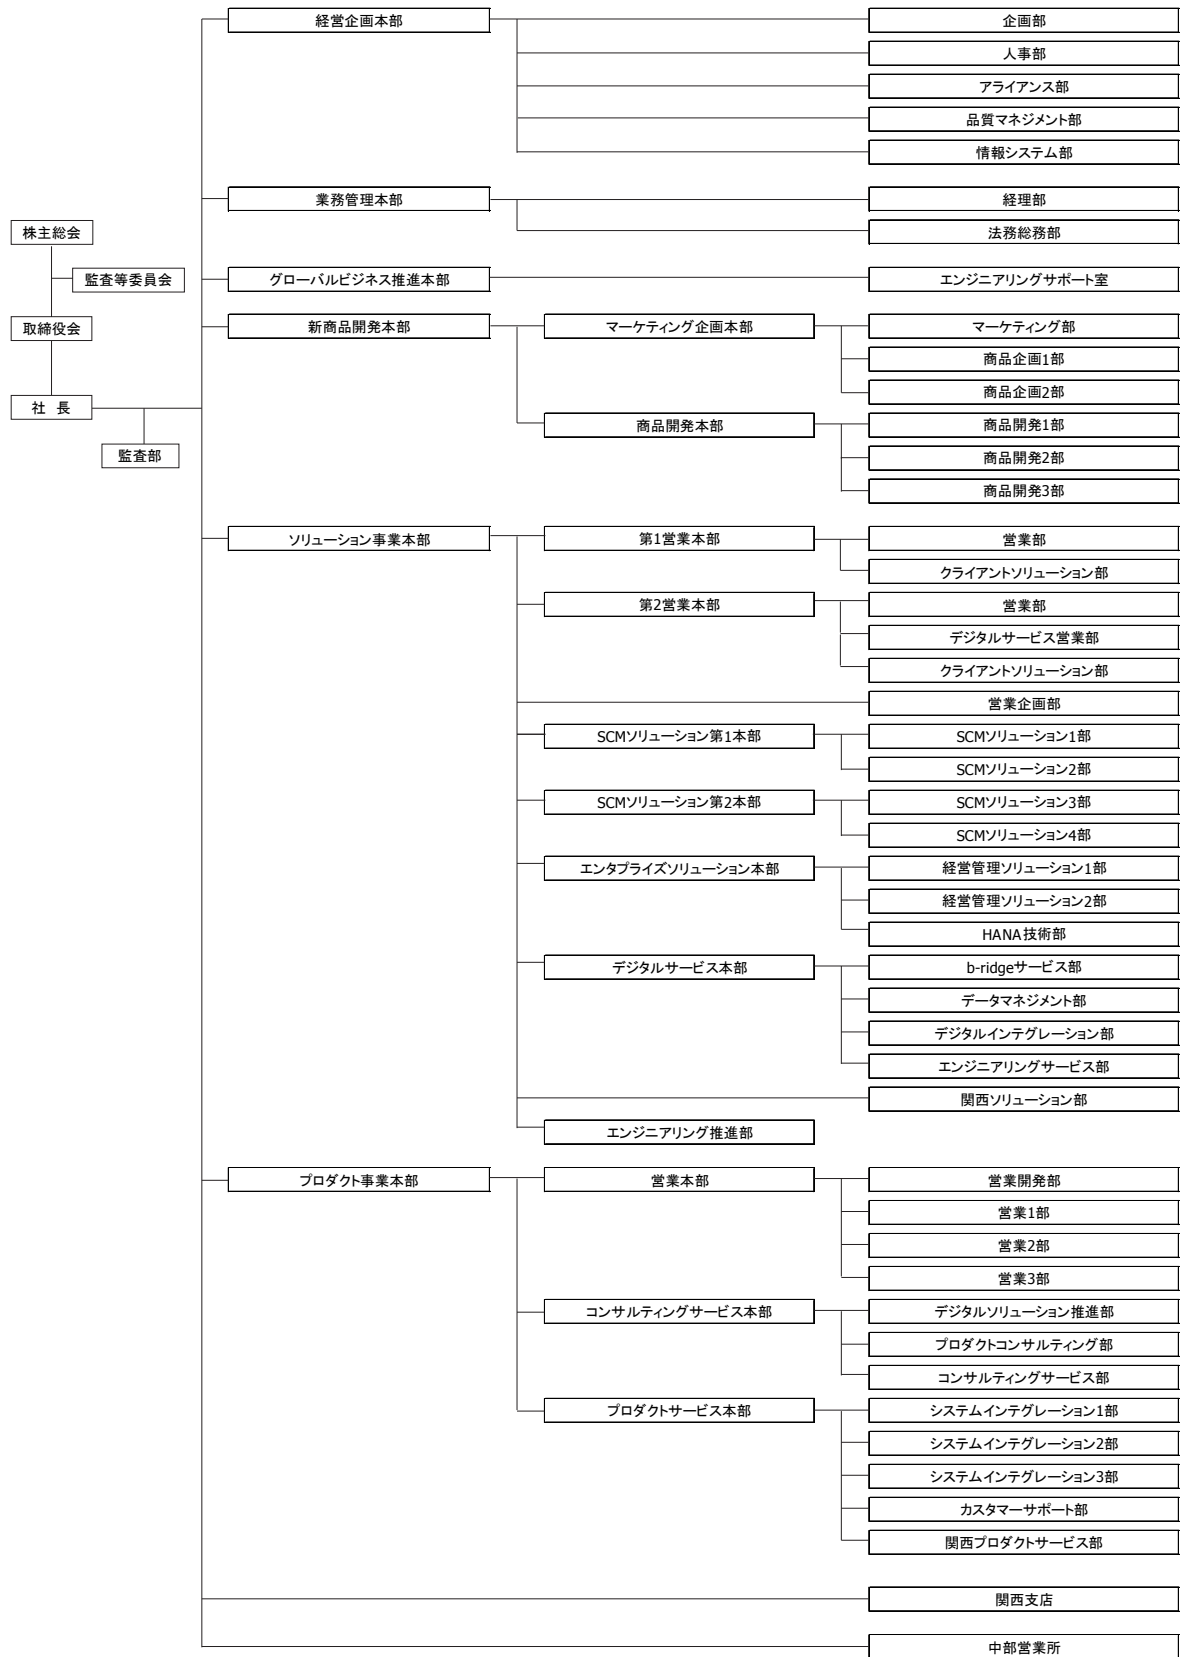 株主総会
監査等委員会
取締役会
社 長
監査部
経営企画本部
企画部
人事部
アライアンス部
品質マネジメント部
情報システム部
業務管理本部
経理部
法務総務部
グローバルビジネス推進本部
エンジニアリングサポート室
新商品開発本部
マーケティング企画本部
マーケティング部
商品企画1部
商品企画2部
商品開発本部
商品開発1部
商品開発2部
商品開発3部
ソリューション事業本部
第1営業本部
営業部
クライアントソリューション部
第2営業本部
営業部
デジタルサービス営業部
クライアントソリューション部
営業企画部
SCMソリューション第1本部
SCMソリューション1部
SCMソリューション2部
SCMソリューション第2本部
SCMソリューション3部
SCMソリューション4部
エンタプライズソリューション本部
経営管理ソリューション1部
経営管理ソリューション2部
HANA技術部
デジタルサービス本部
b-ridgeサービス部
データマネジメント部
デジタルインテグレーション部
エンジニアリングサービス部
関西ソリューション部
エンジニアリング推進部
プロダクト事業本部
営業本部
営業開発部
営業1部
営業2部
営業3部
コンサルティングサービス本部
デジタルソリューション推進部
プロダクトコンサルティング部
コンサルティングサービス部
プロダクトサービス本部
システムインテグレーション1部
システムインテグレーション2部
システムインテグレーション3部
カスタマーサポート部
関西プロダクトサービス部
関西支店
中部営業所